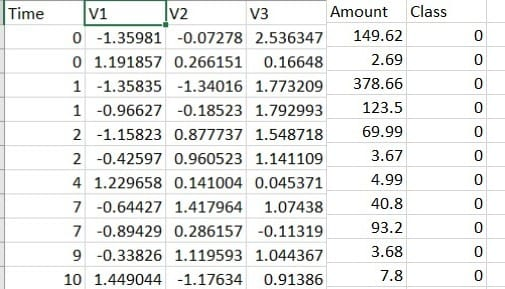 Time V1 V2 V3 Amount Class
0 -1.35981 -0.07278 2.536347 149.62 0
0 1.191857 0.266151 0.16648 2.69 0
1 -1.35835 -1.34016 1.773209 378.66 0
1 -0.96627 -0.18523 1.792993 123.5 0
2 -1.15823 0.877737 1.548718 69.99 0
2 -0.42597 0.960523 1.141109 3.67 0
4 1.229658 0.141004 0.045371 4.99 0
7 -0.64427 1.417964 1.07438 40.8 0
7 -0.89429 0.286157 -0.11319 93.2 0
9 -0.33826 1.119593 1.044367 3.68 0
10 1.449044 -1.17634 0.91386 7.8 0